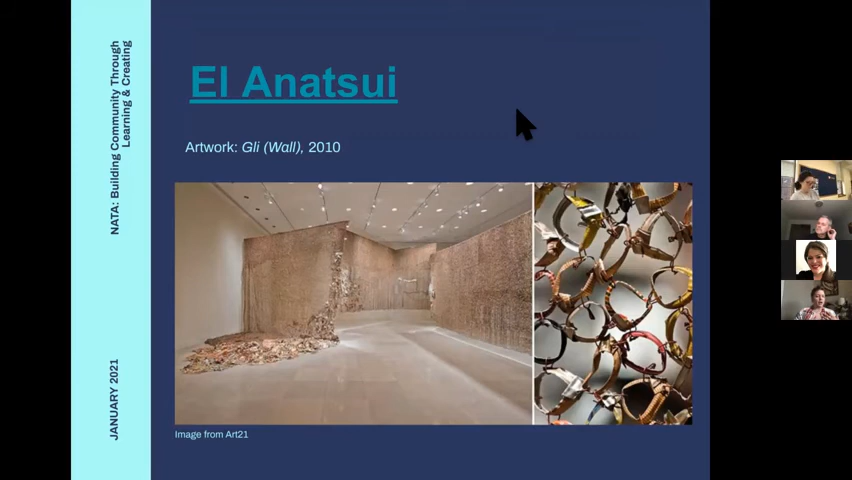 NATA: Building Community Through
Learning & Creating
JANUARY 2021
El Anatsui
Artwork: Gli (Wall), 2010
Image from Art21